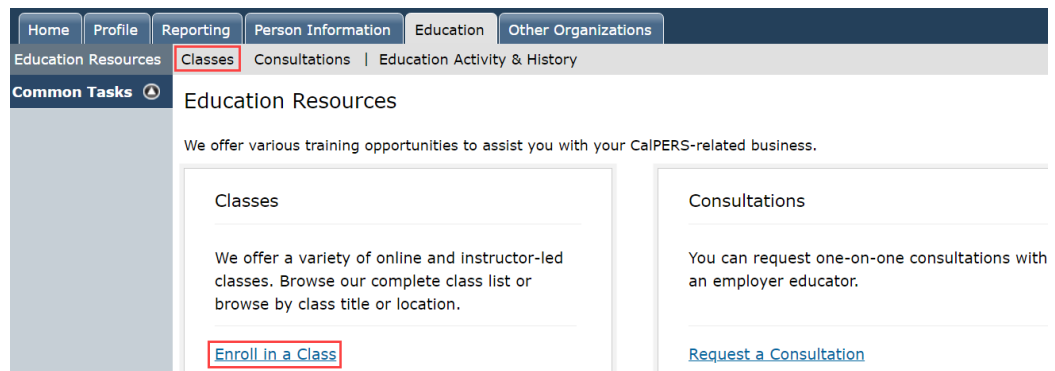 Home Profile Reporting Person Information Education Other Organizations
Education Resources Classes Consultations | Education Activity & History
Common Tasks
Education Resources
We offer various training opportunities to assist you with your CalPERS-related business.
Classes
We offer a variety of online and instructor-led
classes. Browse our complete class list or
browse by class title or location.
Enroll in a Class
Consultations
You can request one-on-one consultations with
an employer educator.
Request a Consultation